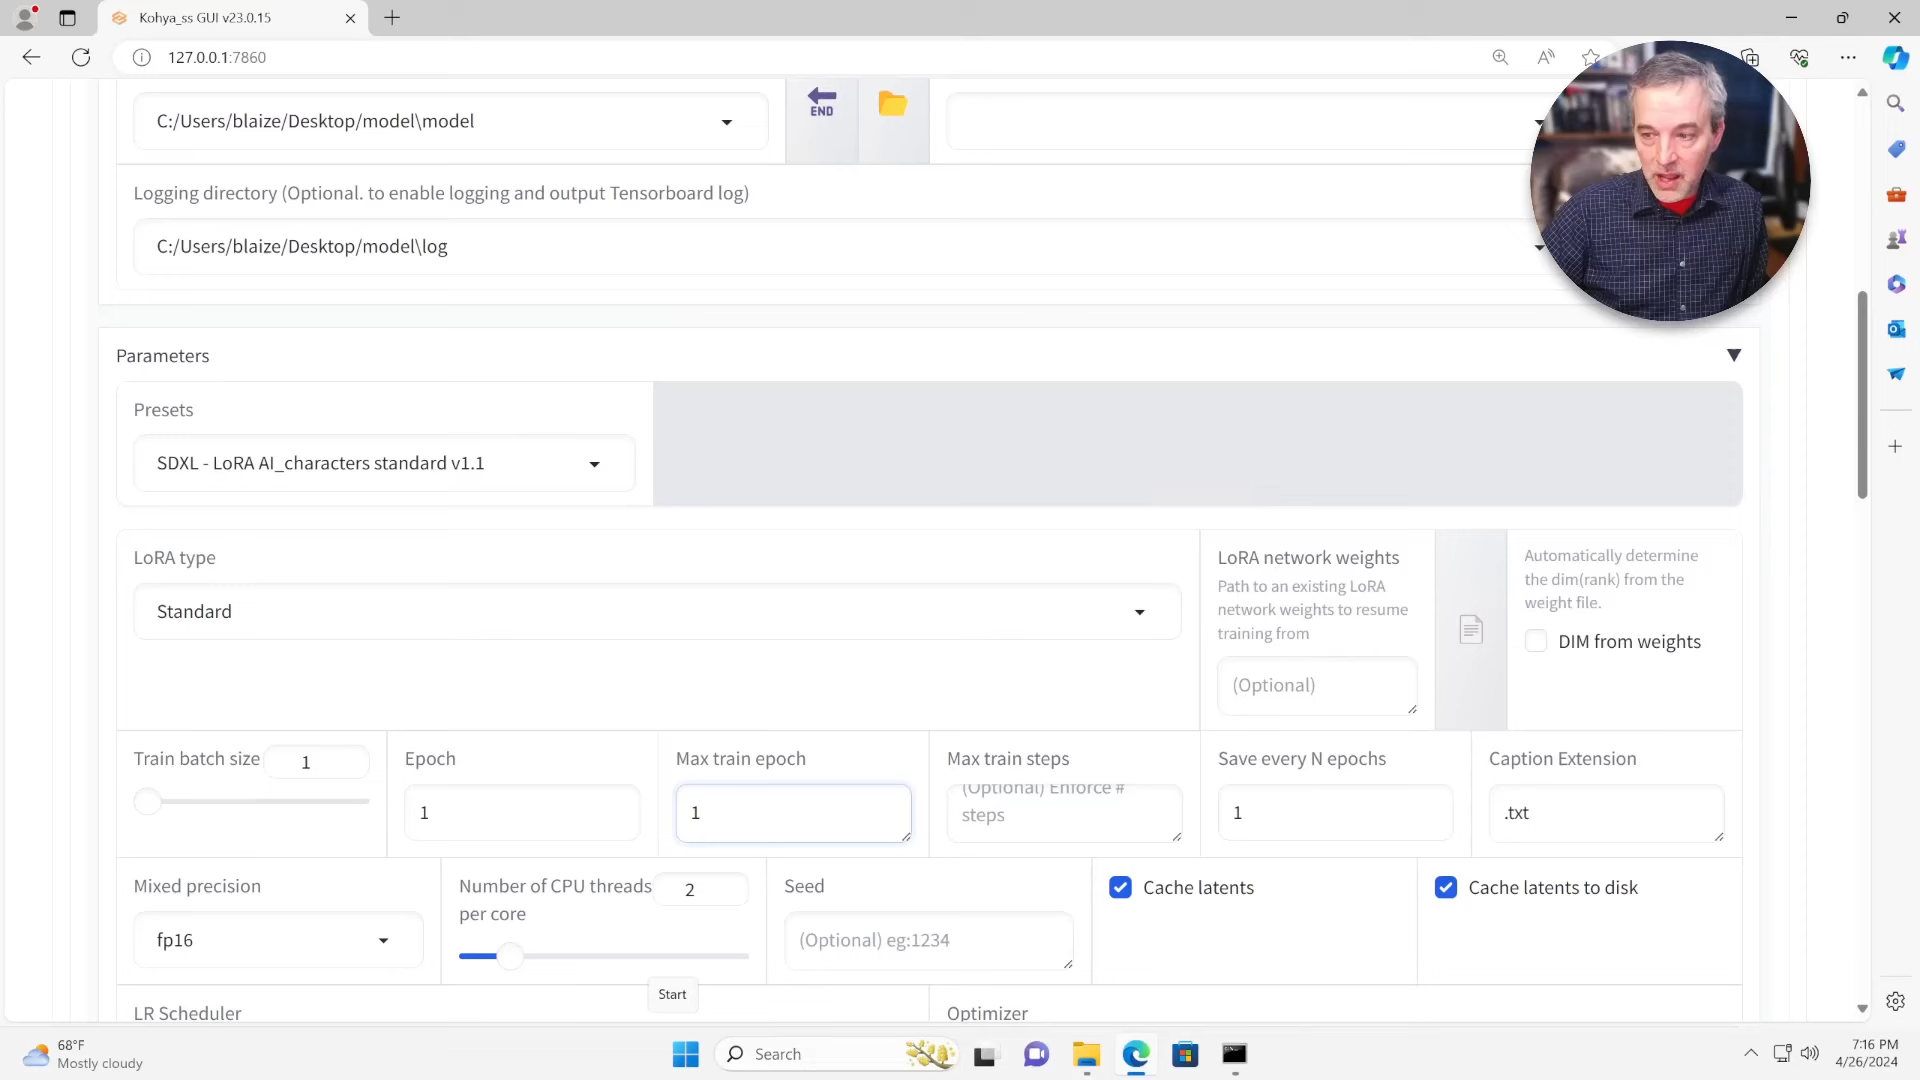 Kohya_ss GUI v23.0.15
127.0.0.1:7860
C:/Users/blaize/Desktop/model\model
END
Logging directory (Optional. to enable logging and output Tensorboard log)
C:/Users/blaize/Desktop/model\log
Parameters
Presets
SDXL - LoRA AI_characters standard v1.1
LoRA type
Standard
LoRA network weights
Path to an existing LoRA
network weights to resume
training from
(Optional)
Automatically determine
the dim(rank) from the
weight file.
DIM from weights
Train batch size 1
Epoch
1
Max train epoch
1
Max train steps
(Optional) Enforce #
steps
Save every N epochs
1
Caption Extension
.txt
Mixed precision
fp16
Number of CPU threads
per core
2
Seed
(Optional) eg:1234
Cache latents
Cache latents to disk
Start
LR Scheduler
Optimizer
68°F
Mostly cloudy
Search
7:16 PM
4/26/2024